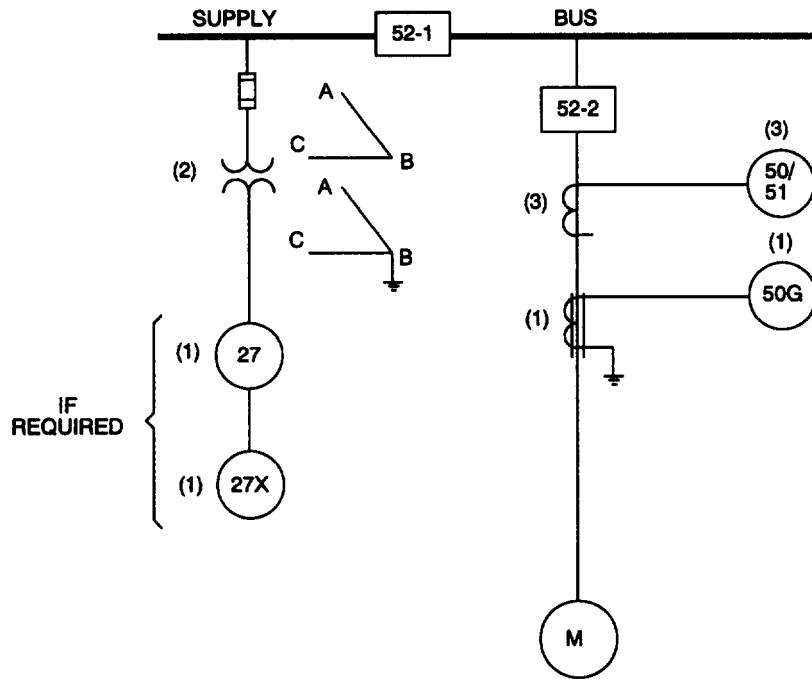 SUPPLY
52-1
BUS
52-2
A
C
B
(2)
A
C
B
(3)
50/
51
(3)
(1)
50G
(1)
(1)
27
IF
REQUIRED
(1)
27X
M